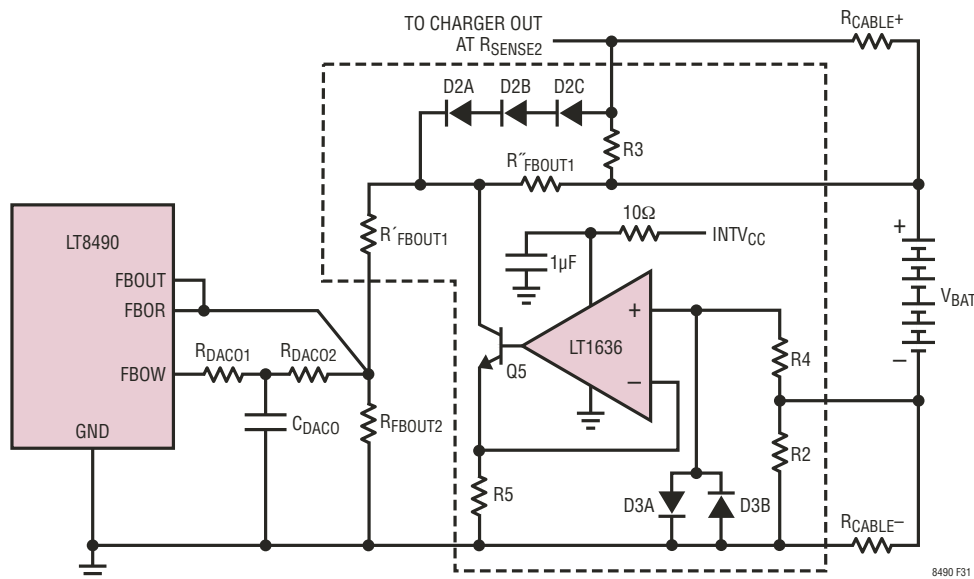 TO CHARGER OUT
AT RSENSE2
RCABLE+
D2A D2B D2C
R3
R˝FBOUT1
LT8490
R´FBOUT1
10Ω
INTVCC
1µF
+
FBOUT
FBOR
VBAT
+
LT1636
RDACO1 RDACO2
R4
–
–
FBOW
Q5
CDACO
RFBOUT2
GND
R2
R5
D3A D3B
RCABLE–
8490 F31